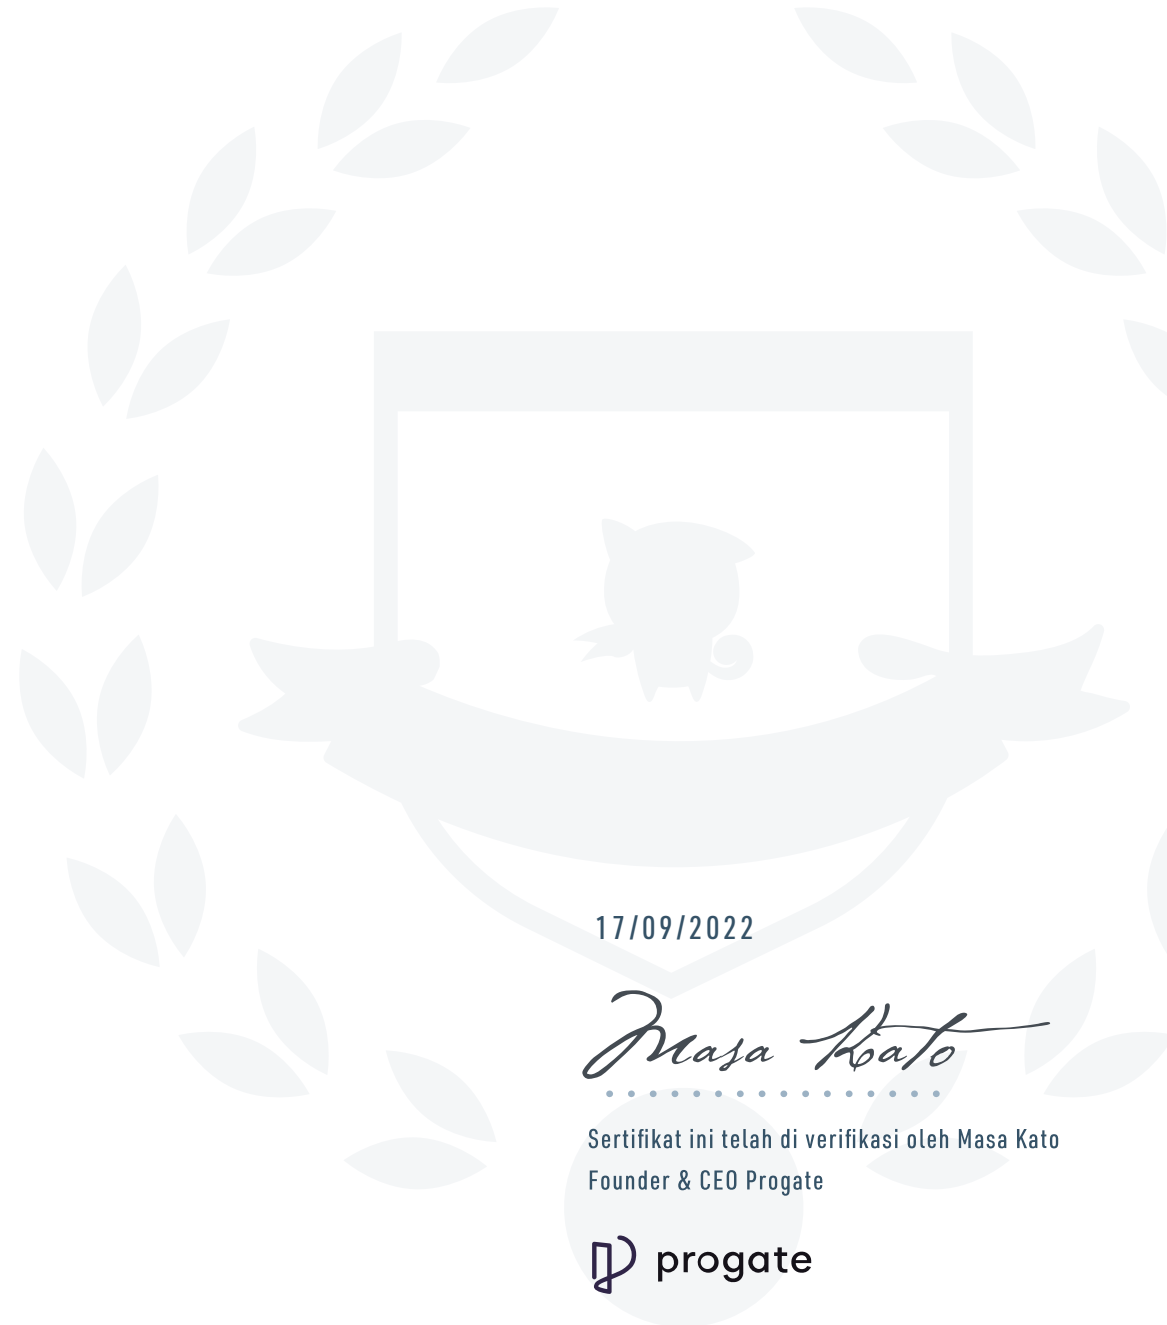 17/09/2022
Masa Kato
Sertifikat ini telah di verifikasi oleh Masa Kato
Founder & CEO Progate
progate